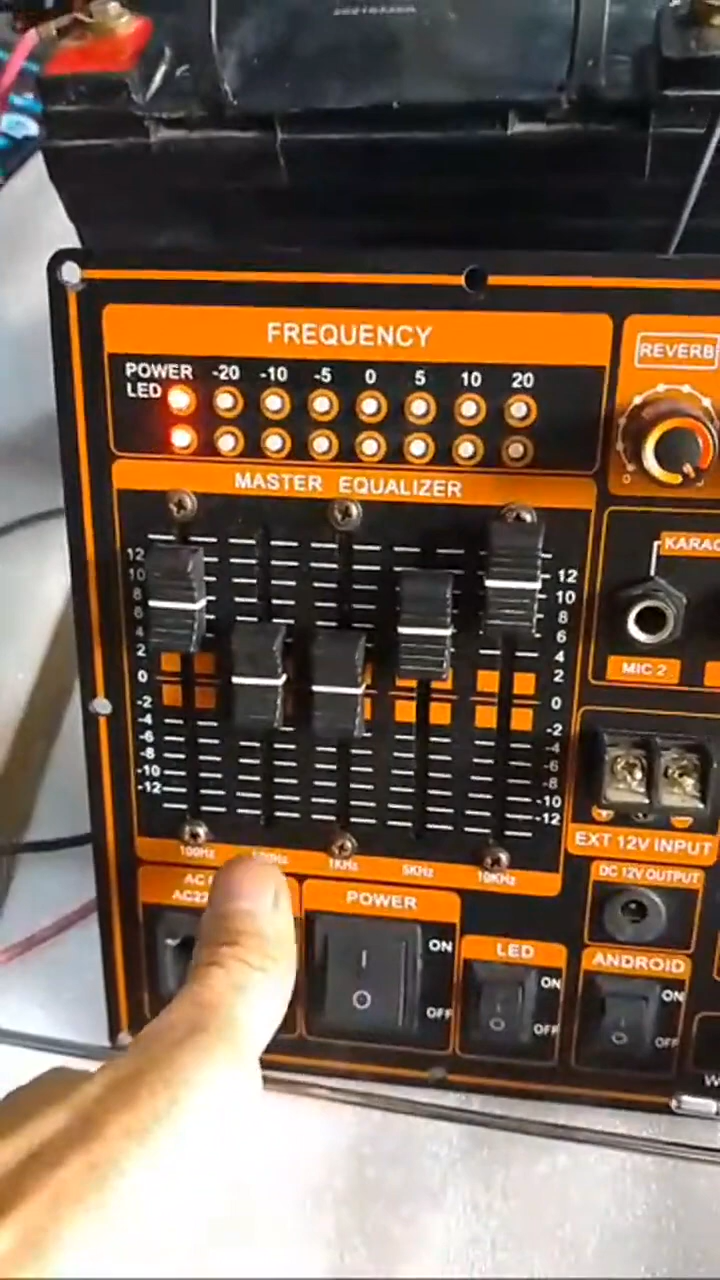 FREQUENCY
POWER -20 -10 -5 0 5 10 20
LED
REVERB
MASTER EQUALIZER
0
12 12
10 10
8 8
6 6
4 4
2 2
0 0
-2 -2
-4 -4
-6 -6
-8 -8
-10 -10
-12 -12
MIC 2
100Hz 1KHz 5KHz 10KHz
EXT 12V INPUT
DC 12V OUTPUT
AC
POWER
ON
OFF
LED
ON
OFF
ANDROID
ON
OFF